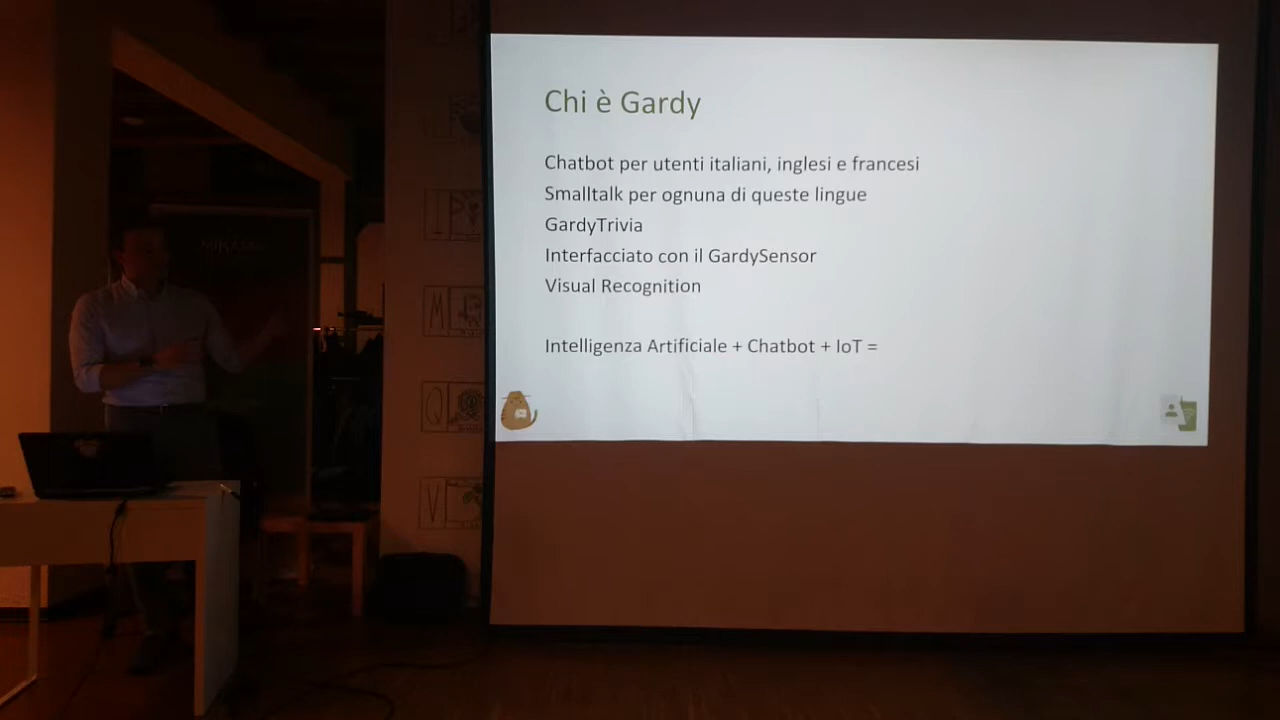 Chi è Gardy
Chatbot per utenti italiani, inglesi e francesi
Smalltalk per ognuna di queste lingue
GardyTrivia
Interfacciato con il GardySensor
Visual Recognition
Intelligenza Artificiale + Chatbot + IoT =
M
Q
V